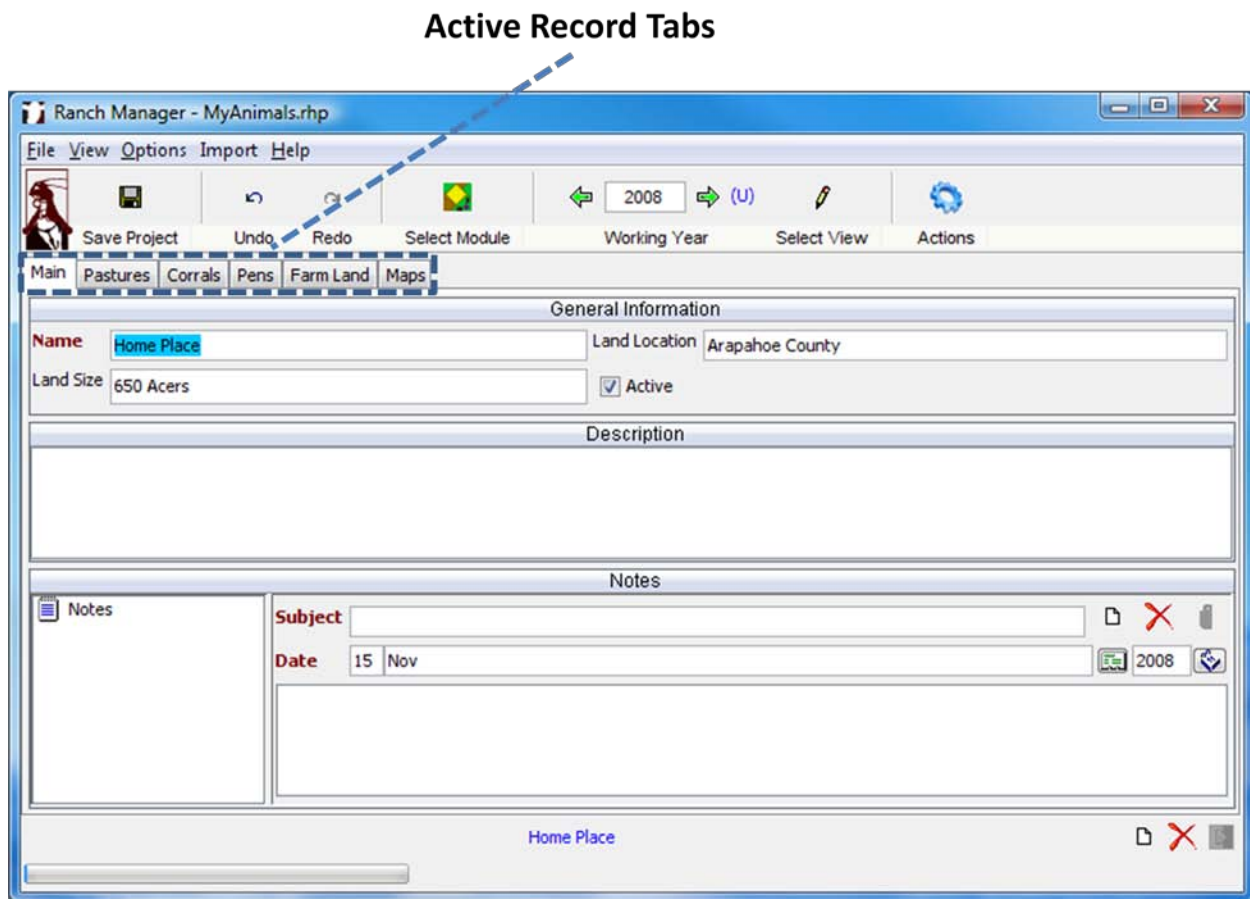 Active Record Tabs
Ranch Manager - MyAnimals.rhp
File View Options Import Help
2008 (U)
Save Project Undo Redo Select Module Working Year Select View Actions
Main Pastures Corrals Pens Farm Land Maps
General Information
Name Home Place Land Location Arapahoe County
Land Size 650 Acers Active
Description
Notes
Notes
Subject
Date 15 Nov 2008
Home Place